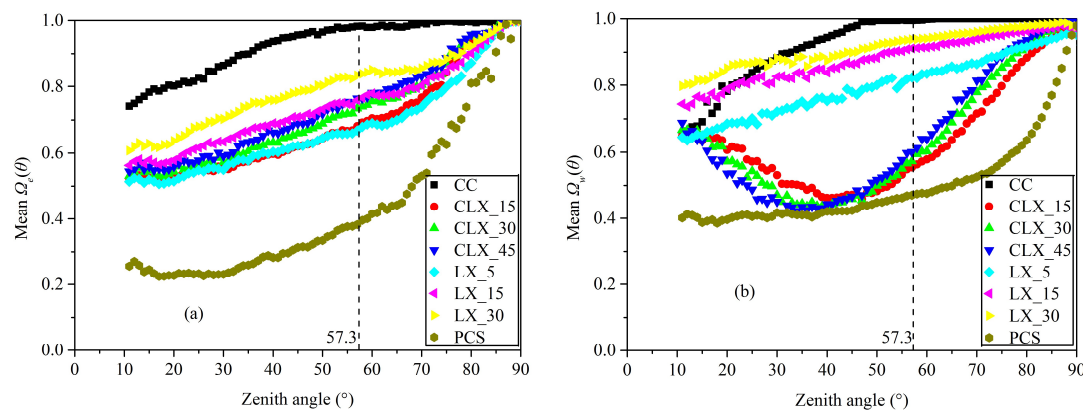 1.0
0.8
0.6
0.4
0.2
0.0
Mean Ωe(θ)
(a)
57.3
CC
CLX_15
CLX_30
CLX_45
LX_5
LX_15
LX_30
PCS
0 10 20 30 40 50 60 70 80 90
Zenith angle (°)
1.0
0.8
0.6
0.4
0.2
0.0
Mean Ωw(θ)
(b)
57.3
CC
CLX_15
CLX_30
CLX_45
LX_5
LX_15
LX_30
PCS
0 10 20 30 40 50 60 70 80 90
Zenith angle (°)